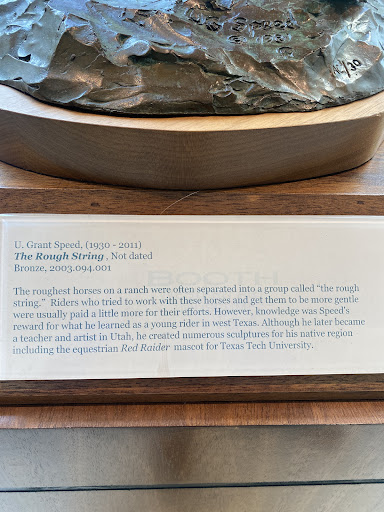 U. Grant Speed, (1930 - 2011)
The Rough String , Not dated
Bronze, 2003.094.001
BOOTH
The roughest horses on a ranch were often separated into a group called “the rough
string.”  Riders who tried to work with these horses and get them to be more gentle
were usually paid a little more for their efforts. However, knowledge was Speed's
reward for what he learned as a young rider in west Texas. Although he later became
a teacher and artist in Utah, he created numerous sculptures for his native region
including the equestrian Red Raider mascot for Texas Tech University.